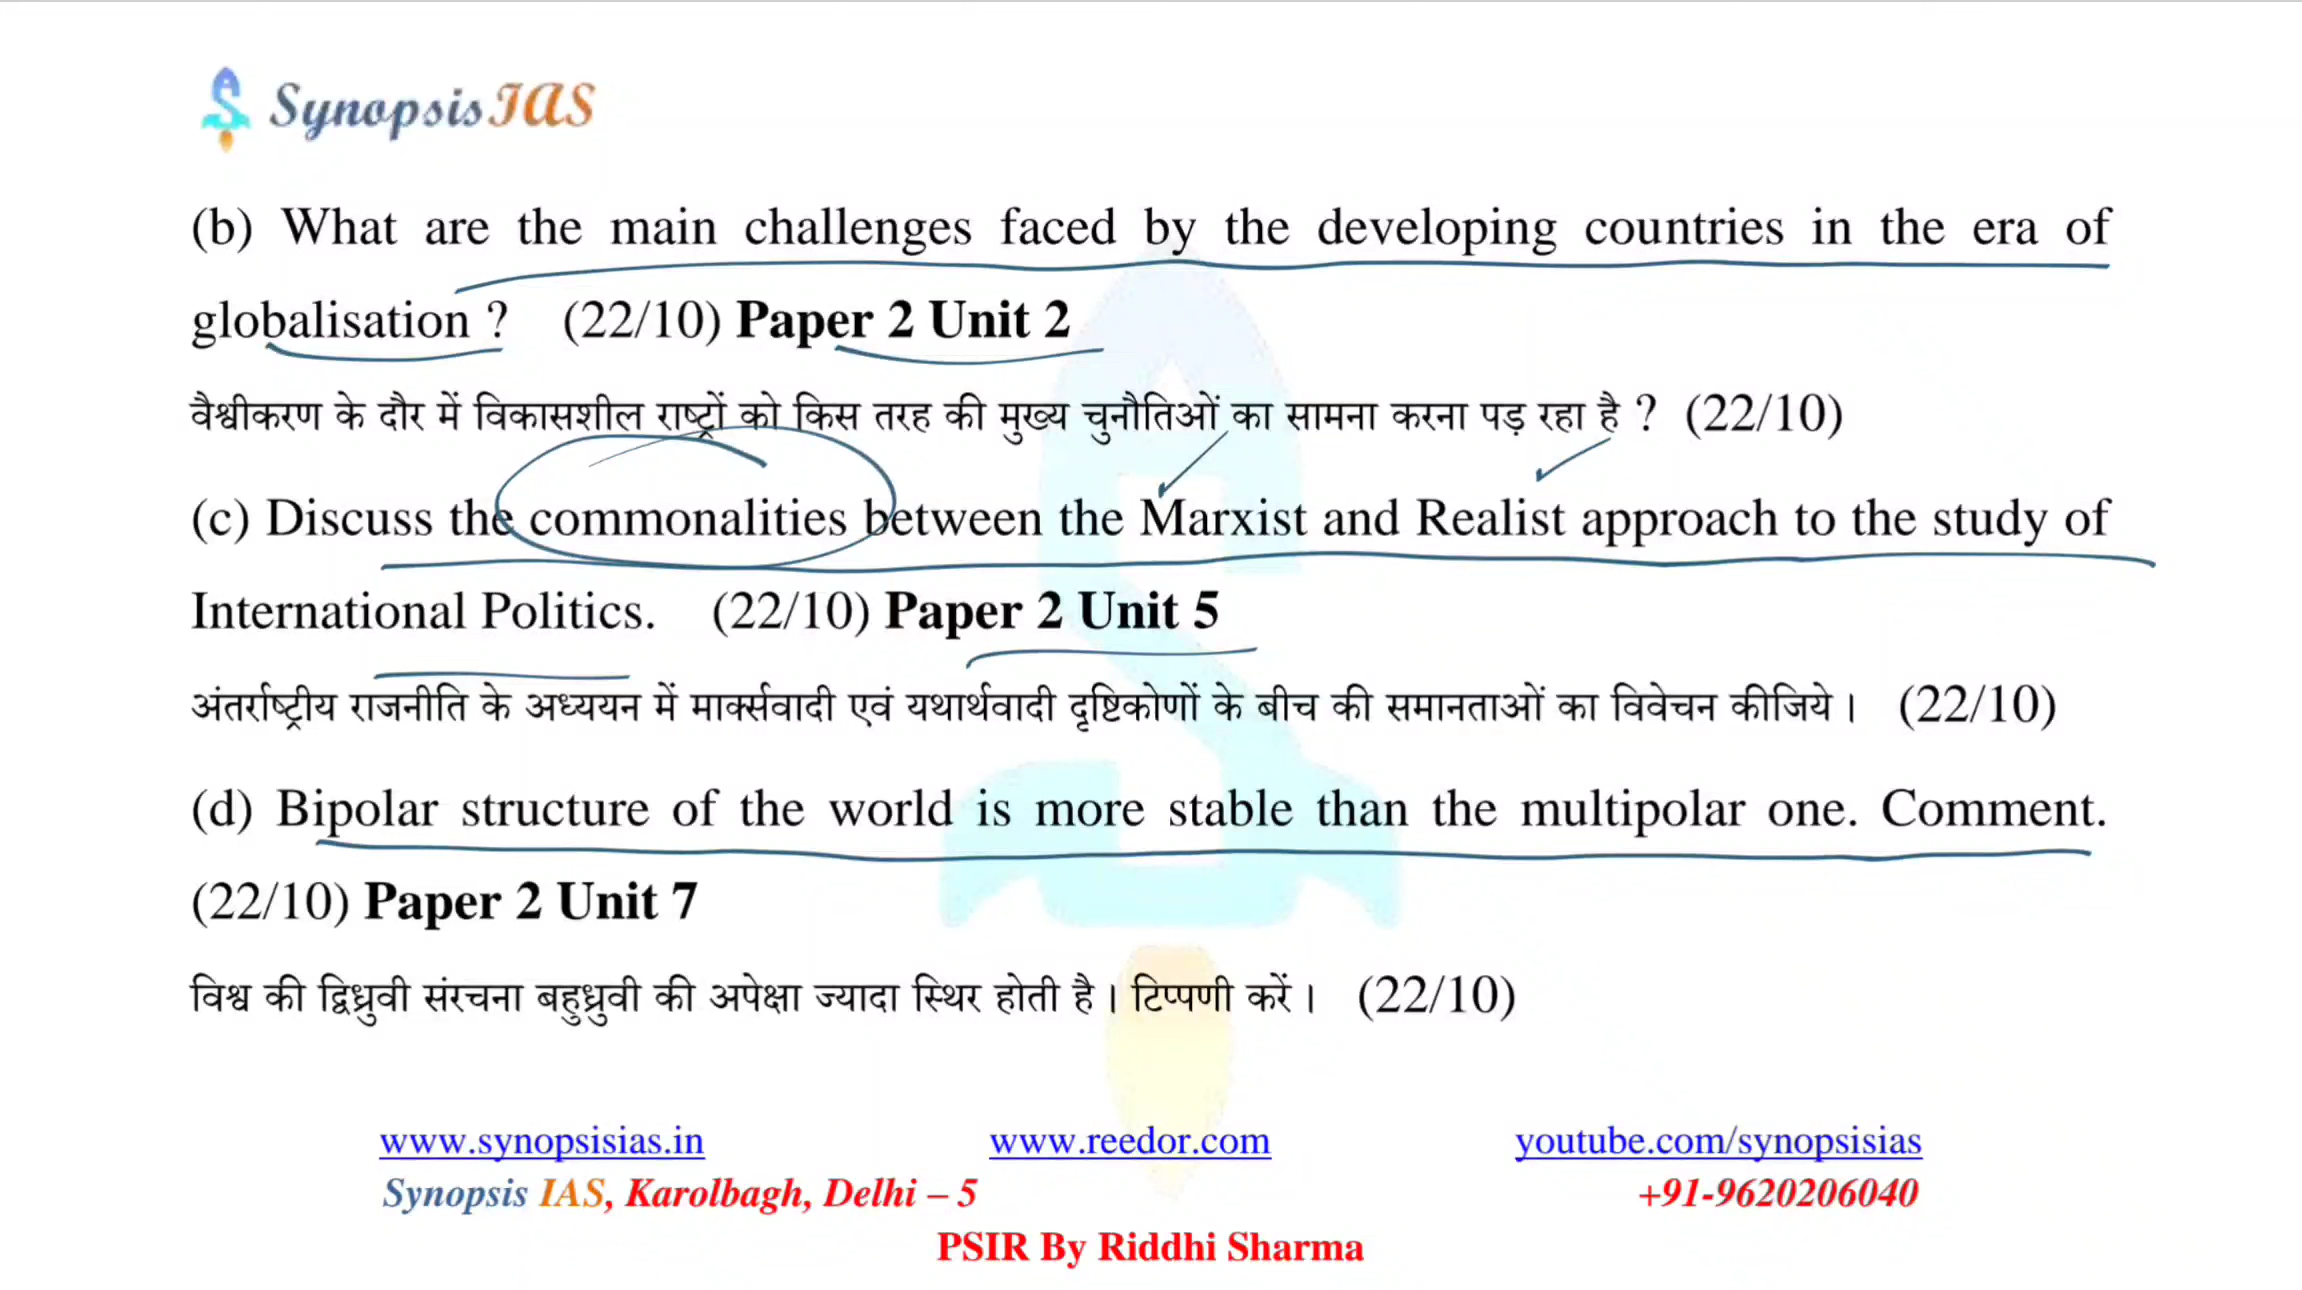 Synopsis IAS
(b) What are the main challenges faced by the developing countries in the era of
globalisation ? (22/10) Paper 2 Unit 2
वैश्वीकरण के दौर में विकासशील राष्ट्रों को किस तरह की मुख्य चुनौतिओं का सामना करना पड़ रहा है ? (22/10)
(c) Discuss the commonalities between the Marxist and Realist approach to the study of
International Politics. (22/10) Paper 2 Unit 5
अंतर्राष्ट्रीय राजनीति के अध्ययन में मार्क्सवादी एवं यथार्थवादी दृष्टिकोणों के बीच की समानताओं का विवेचन कीजिये । (22/10)
(d) Bipolar structure of the world is more stable than the multipolar one. Comment.
(22/10) Paper 2 Unit 7
विश्व की द्विध्रुवी संरचना बहुध्रुवी की अपेक्षा ज्यादा स्थिर होती है । टिप्पणी करें । (22/10)
www.synopsisias.in www.reedor.com youtube.com/synopsisias
Synopsis IAS, Karolbagh, Delhi – 5 +91-9620206040
PSIR By Riddhi Sharma